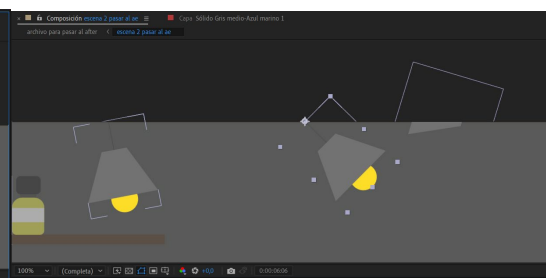 Composición escena 2 pasar al ae
Capa Sólido Gris medio-Azul marino 1
archivo para pasar al after < escena 2 pasar al ae
100% (Completa) +0,0 0:00:06:06